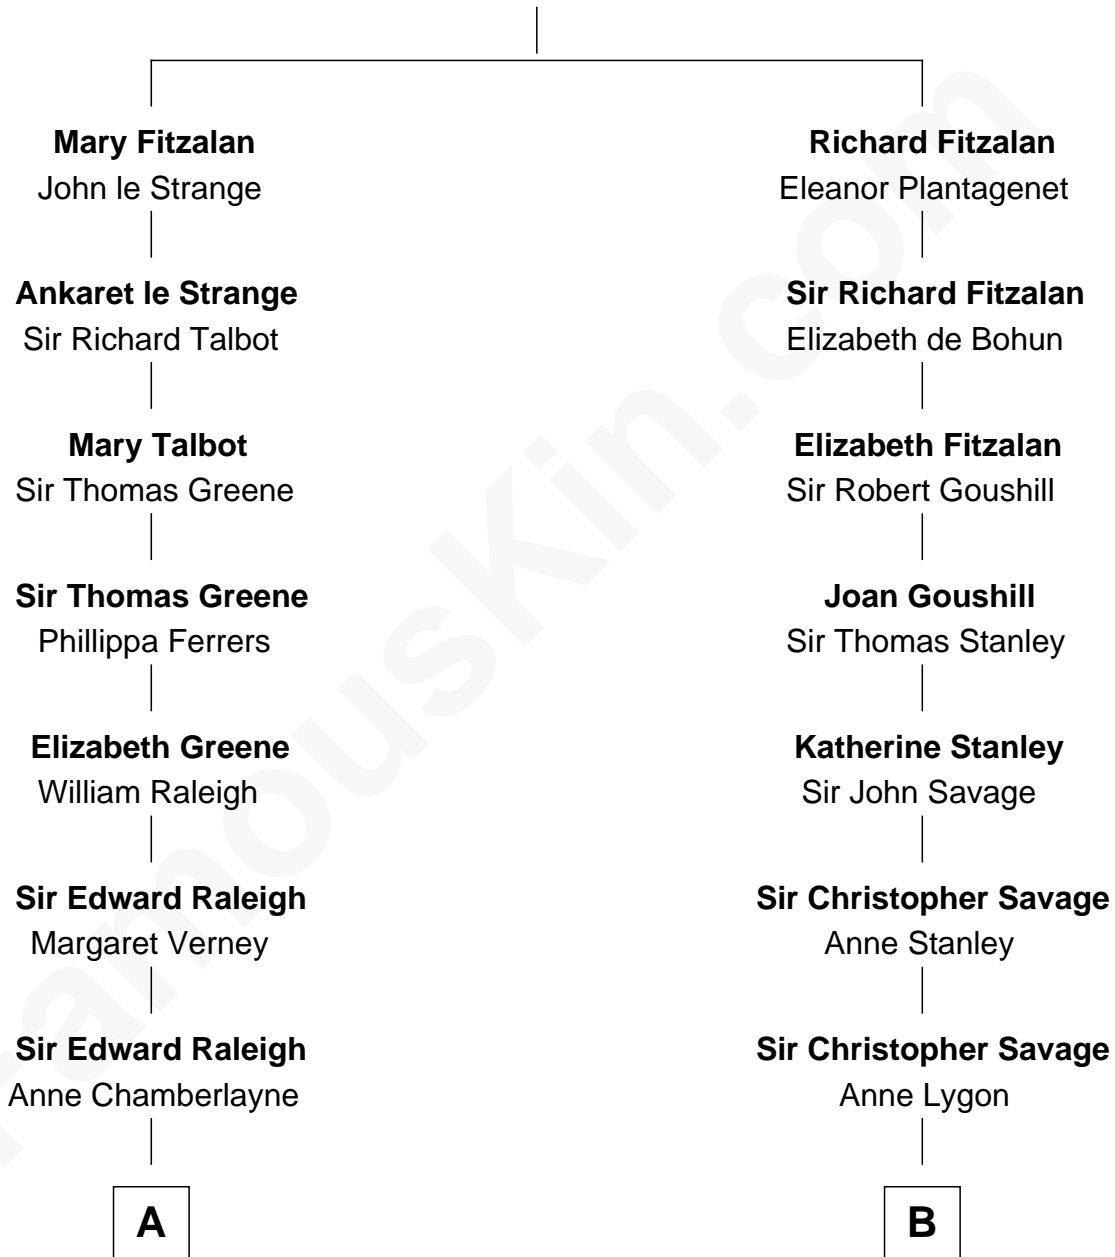 Mary Fitzalan
John le Strange
Ankaret le Strange
Sir Richard Talbot
Mary Talbot
Sir Thomas Greene
Sir Thomas Greene
Phillippa Ferrers
Elizabeth Greene
William Raleigh
Sir Edward Raleigh
Margaret Verney
Sir Edward Raleigh
Anne Chamberlayne
A
Richard Fitzalan
Eleanor Plantagenet
Sir Richard Fitzalan
Elizabeth de Bohun
Elizabeth Fitzalan
Sir Robert Goushill
Joan Goushill
Sir Thomas Stanley
Katherine Stanley
Sir John Savage
Sir Christopher Savage
Anne Stanley
Sir Christopher Savage
Anne Lygon
B
FamousKin.com